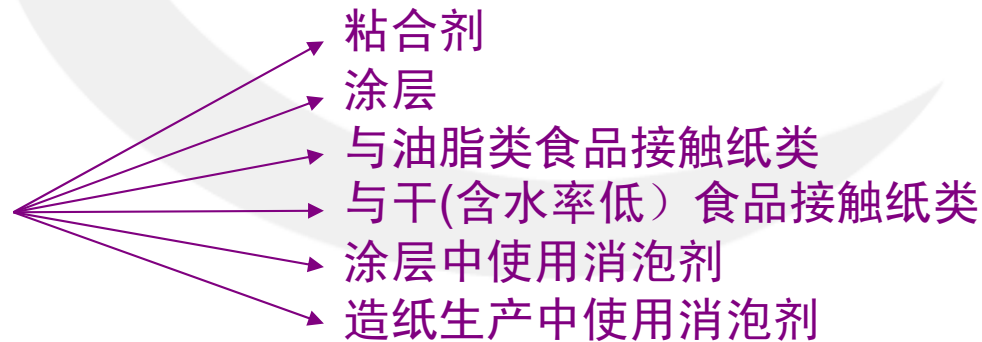 粘合剂
涂层
与油脂类食品接触纸类
与干(含水率低）食品接触纸类
涂层中使用消泡剂
造纸生产中使用消泡剂